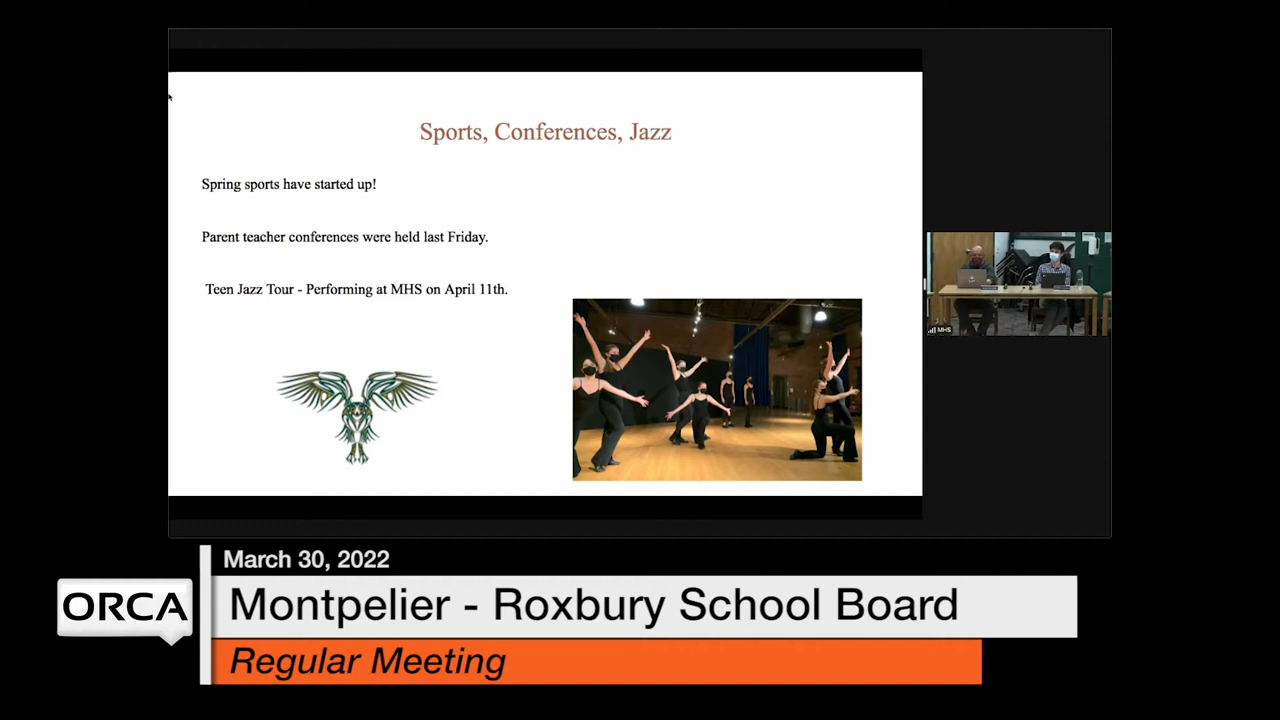 Sports, Conferences, Jazz
Spring sports have started up!
Parent teacher conferences were held last Friday.
Teen Jazz Tour - Performing at MHS on April 11th.
MHS
March 30, 2022
ORCA
Montpelier - Roxbury School Board
Regular Meeting